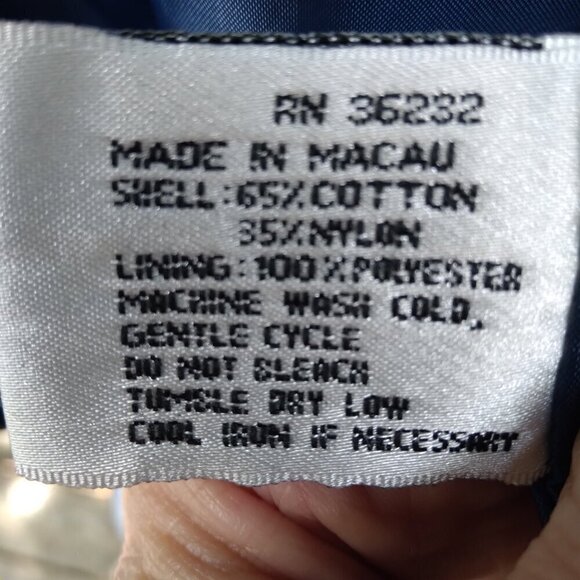 RN 36232
MADE IN MACAU
SHELL:65%COTTON
35%NYLON
LINING:100%POLYESTER
MACHINE WASH COLD.
GENTLE CYCLE
DO NOT BLEACH
TUMBLE DRY LOW
COOL IRON IF NECESSARY